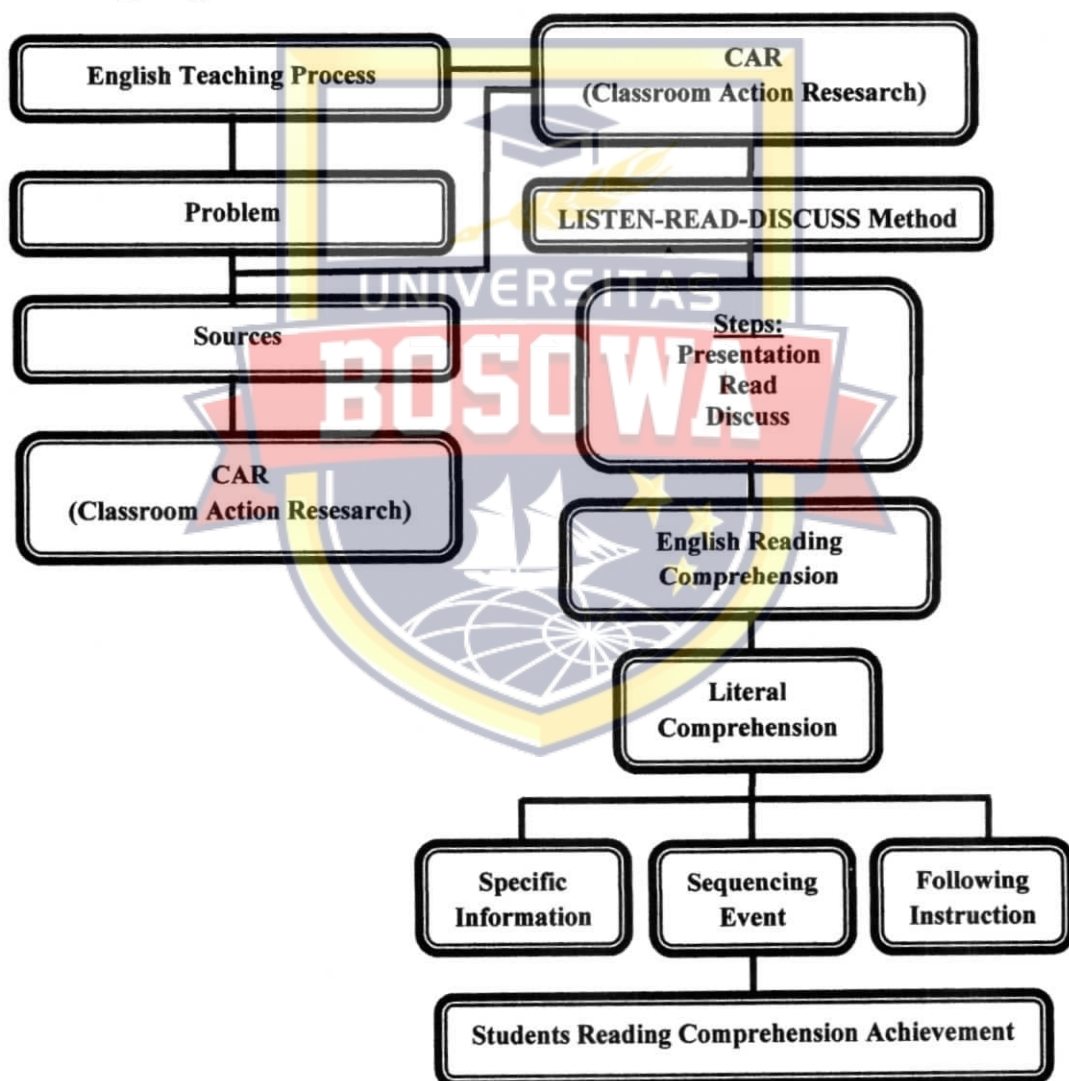 English Teaching Process
Problem
Sources
CAR
(Classroom Action Resesarch)
CAR
(Classroom Action Resesarch)
LISTEN-READ-DISCUSS Method
Steps:
Presentation
Read
Discuss
English Reading
Comprehension
Literal
Comprehension
Specific
Information
Sequencing
Event
Following
Instruction
Students Reading Comprehension Achievement
UNIVERSITAS
BOSOWA